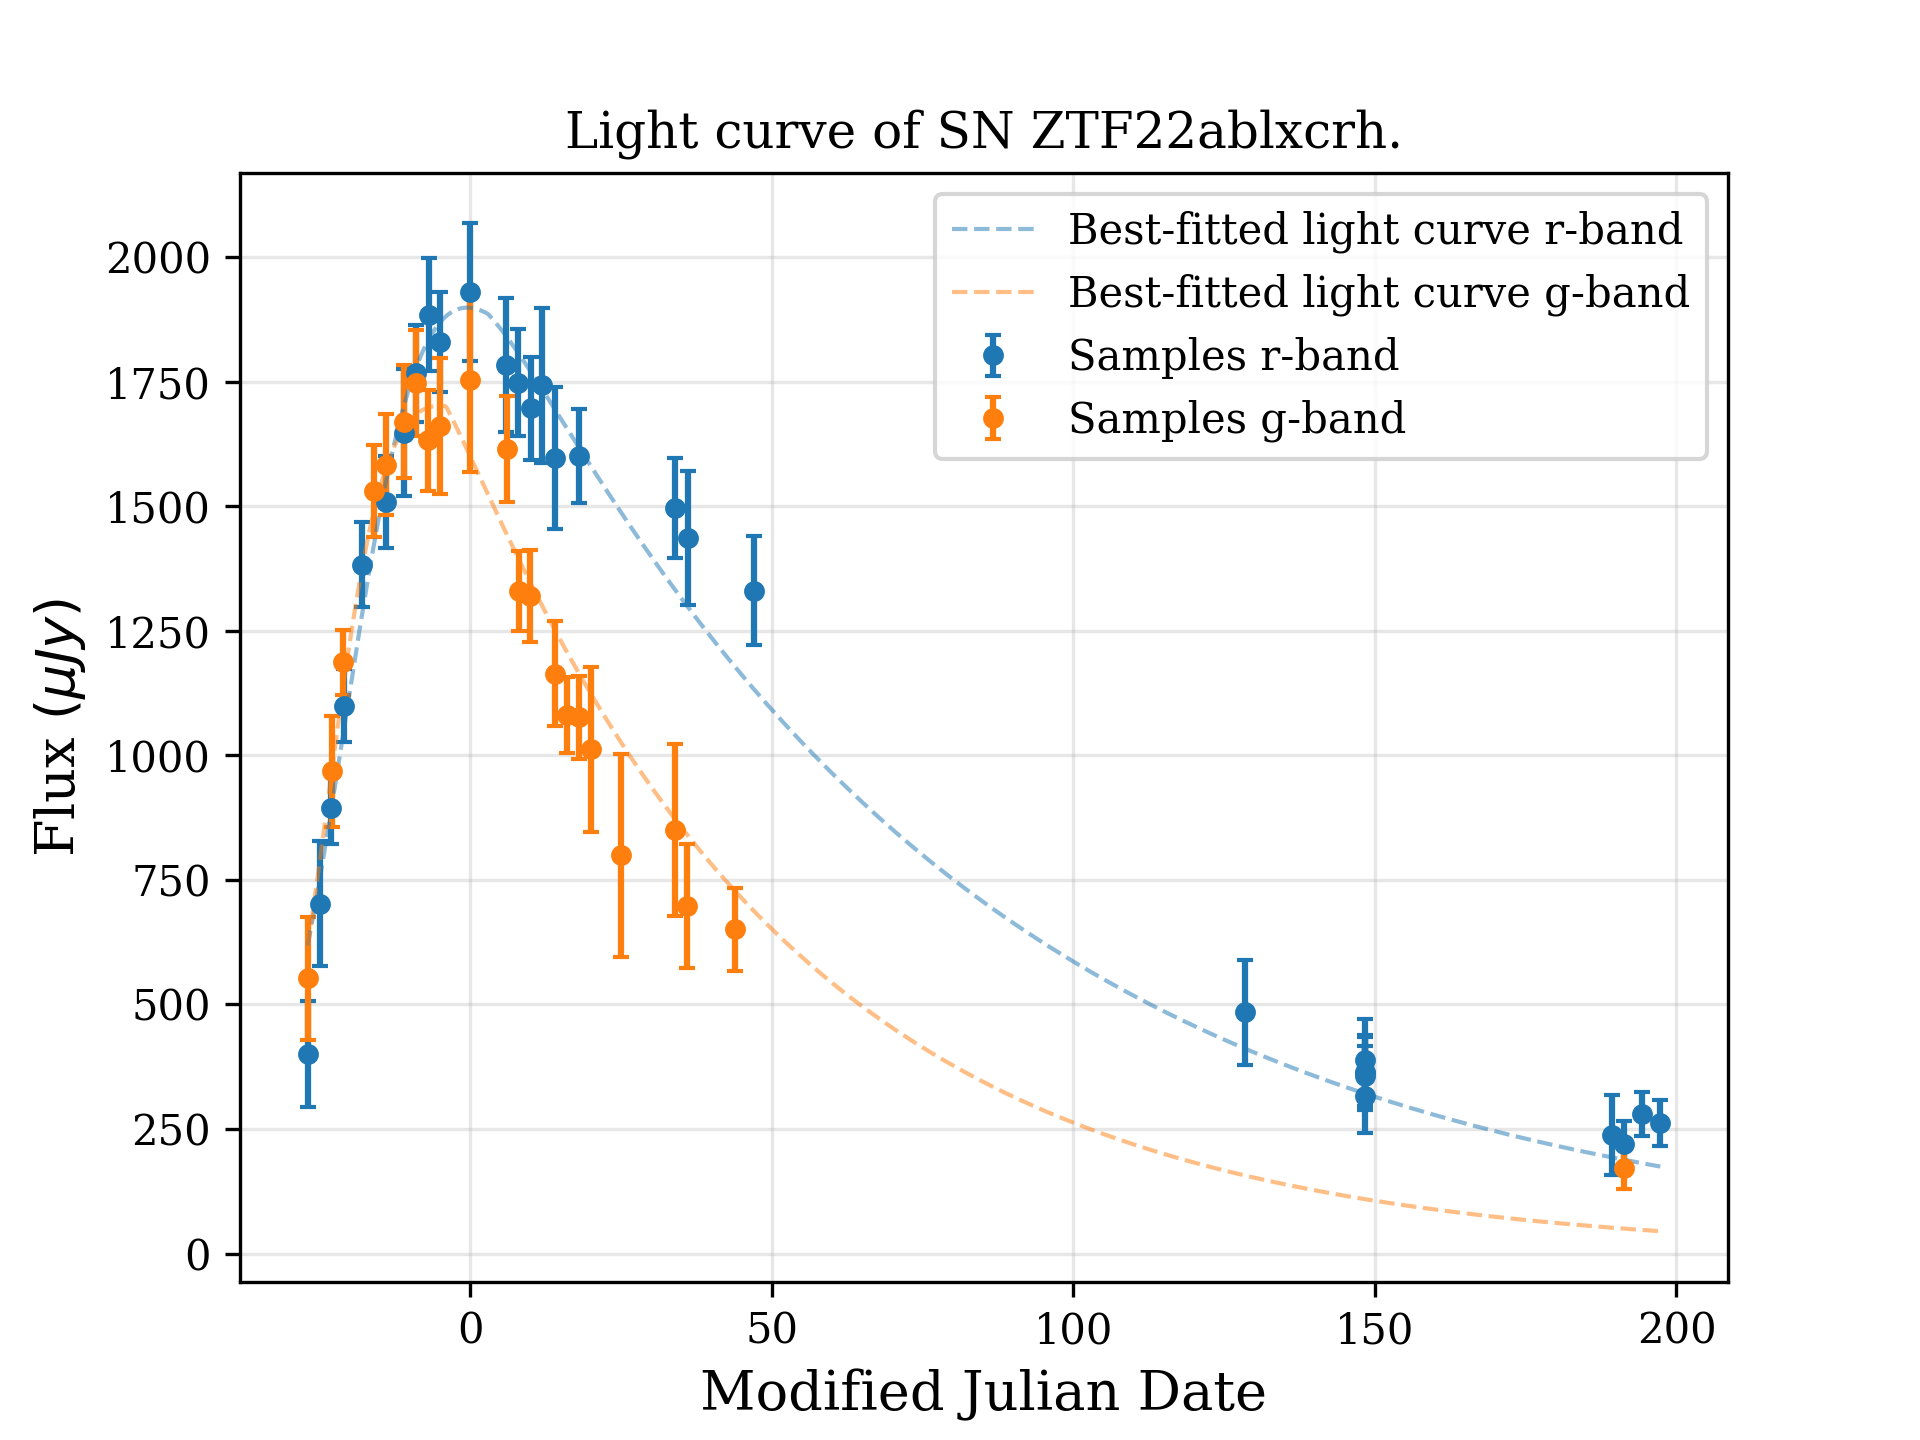 Light curve of SN ZTF22ablxcrh.
Best-fitted light curve r-band
Best-fitted light curve g-band
Samples r-band
Samples g-band
2000
1750
1500
1250
1000
750
500
250
0
Flux (μJy)
0 50 100 150 200
Modified Julian Date